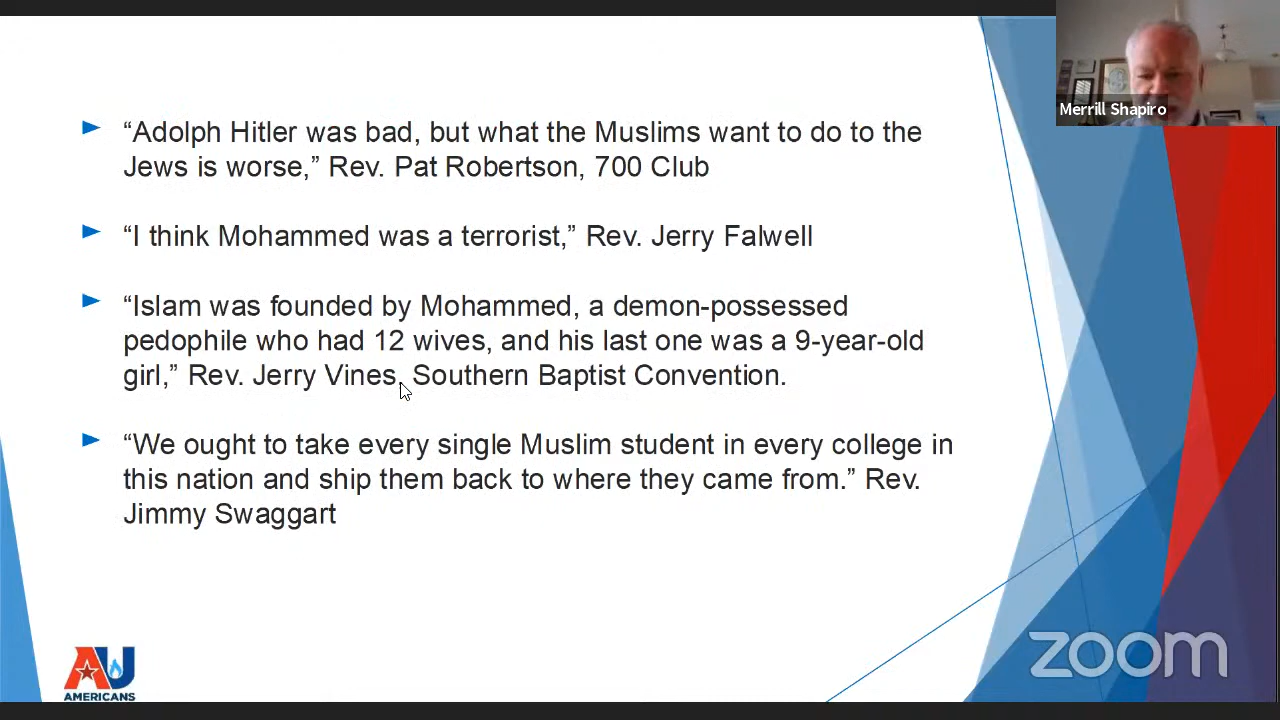 Merrill Shapiro
“Adolph Hitler was bad, but what the Muslims want to do to the
Jews is worse,” Rev. Pat Robertson, 700 Club
“I think Mohammed was a terrorist,” Rev. Jerry Falwell
“Islam was founded by Mohammed, a demon-possessed
pedophile who had 12 wives, and his last one was a 9-year-old
girl,” Rev. Jerry Vines, Southern Baptist Convention.
“We ought to take every single Muslim student in every college in
this nation and ship them back to where they came from.” Rev.
Jimmy Swaggart
AU
AMERICANS
zoom